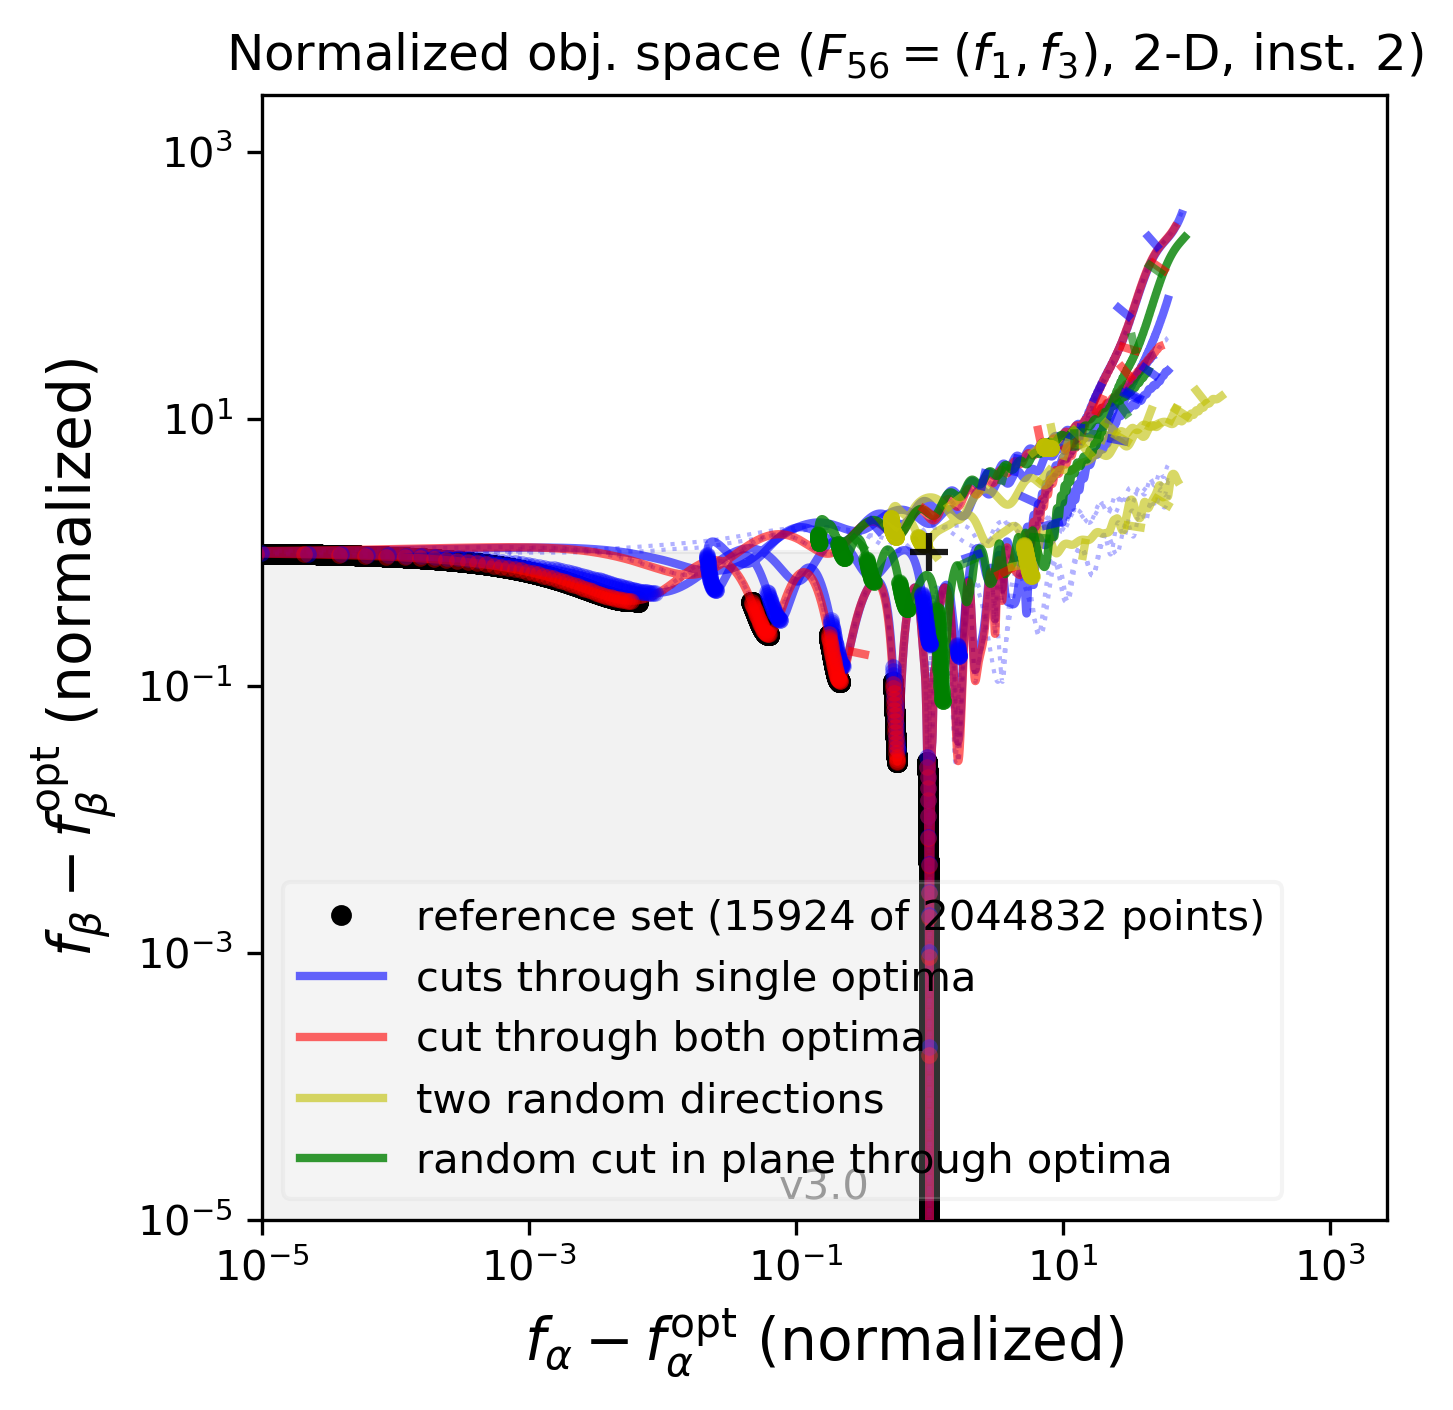 Normalized obj. space (F₅₆ = (f₁, f₃), 2-D, inst. 2)
10³
10¹
10⁻¹
10⁻³
10⁻⁵
f_β − f_β^opt (normalized)
reference set (15924 of 2044832 points)
cuts through single optima
cut through both optima
two random directions
random cut in plane through optima
v3.0
10⁻⁵ 10⁻³ 10⁻¹ 10¹ 10³
f_α − f_α^opt (normalized)